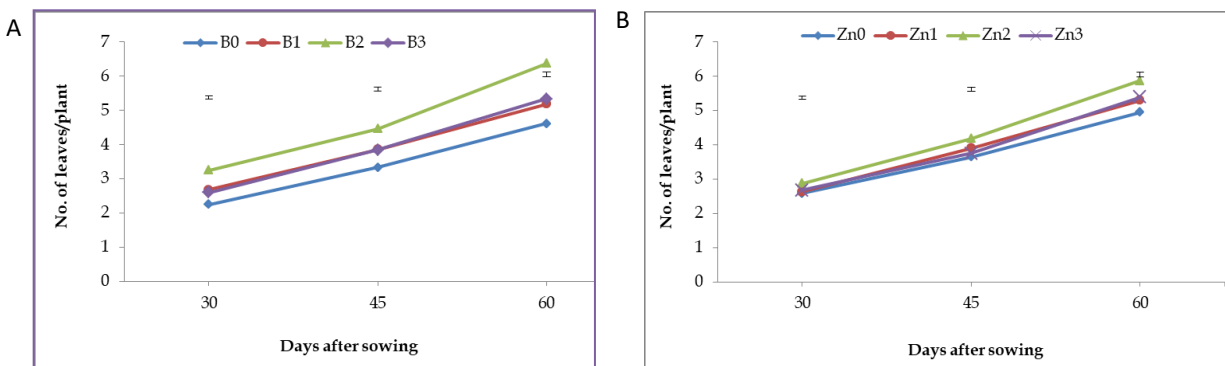 A
B0 B1 B2 B3
7
6
5
4
3
2
1
0
No. of leaves/plant
30 45 60
Days after sowing
B
Zn0 Zn1 Zn2 Zn3
7
6
5
4
3
2
1
0
No. of leaves/plant
30 45 60
Days after sowing